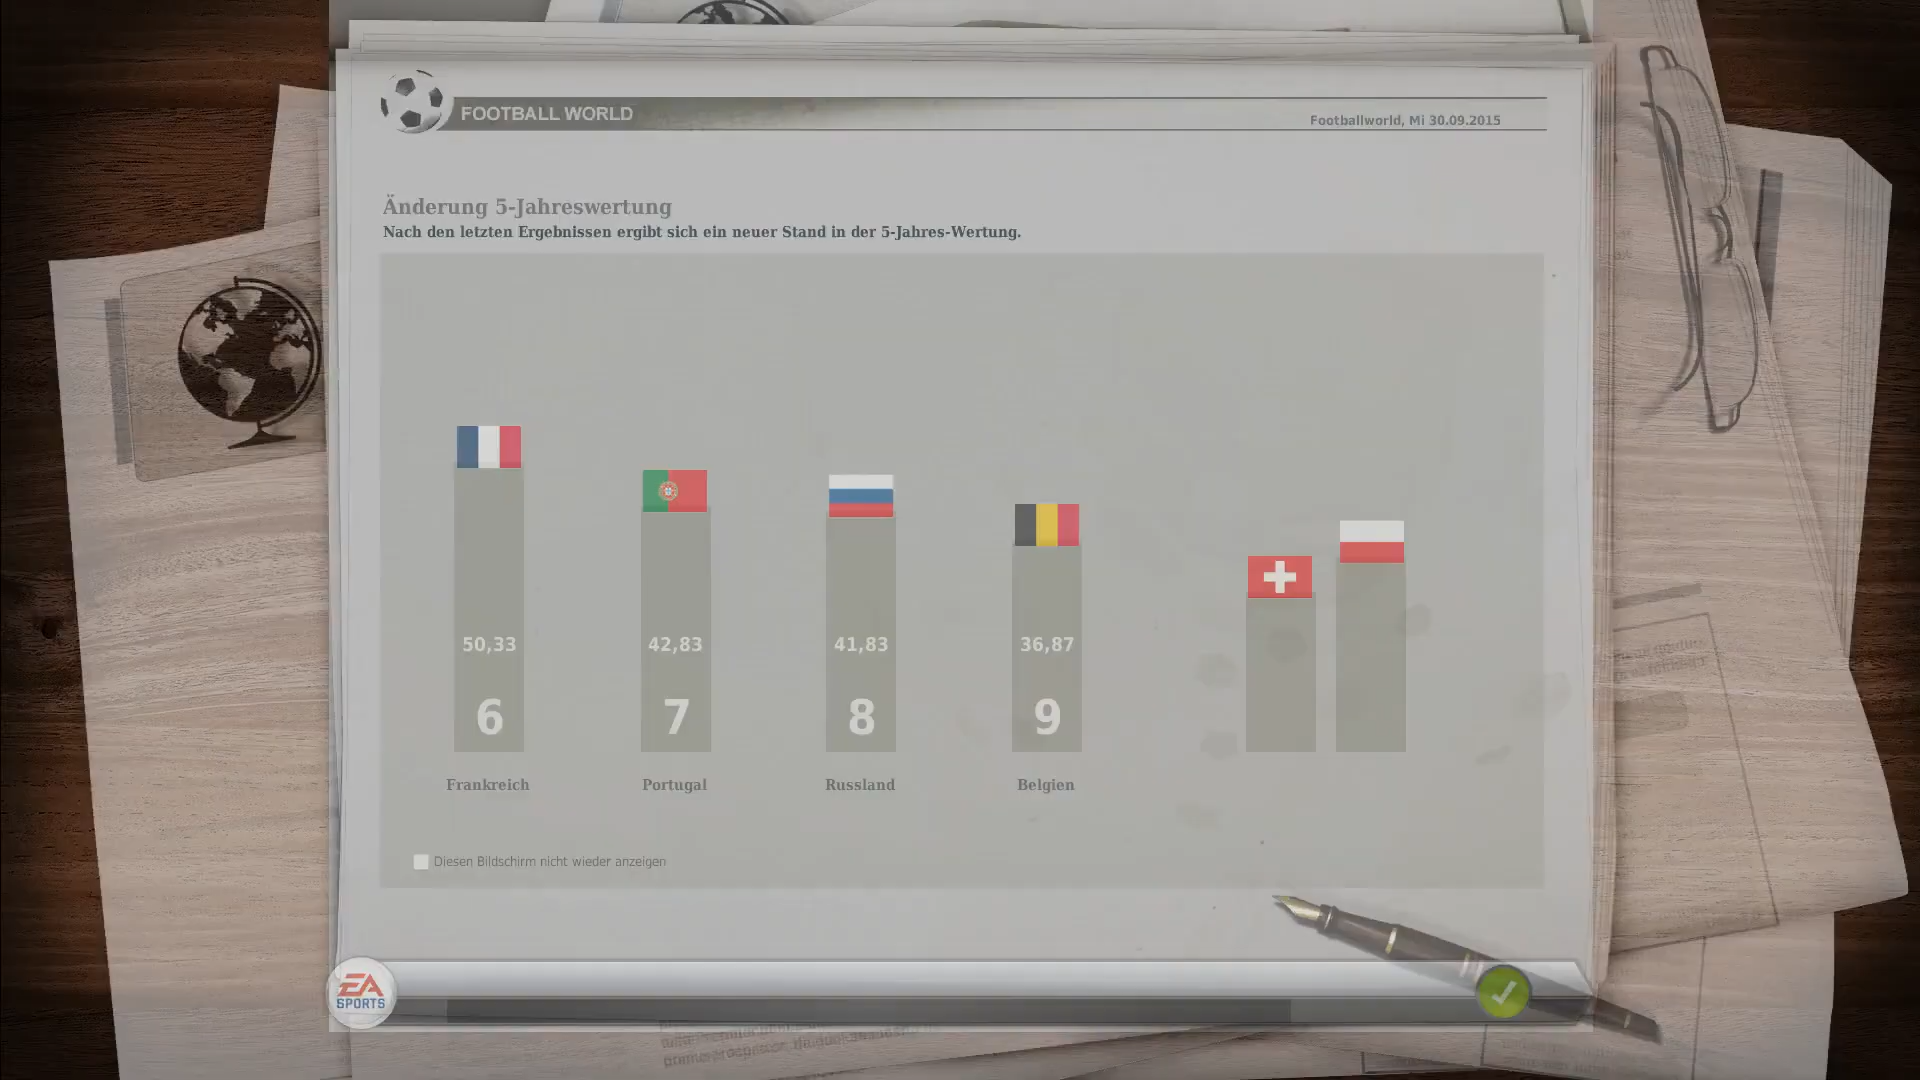 FOOTBALL WORLD
Footballworld, Mi 30.09.2015
Änderung 5-Jahreswertung
Nach den letzten Ergebnissen ergibt sich ein neuer Stand in der 5-Jahres-Wertung.
50,33
42,83
41,83
36,87
6
7
8
9
Frankreich
Portugal
Russland
Belgien
Diesen Bildschirm nicht wieder anzeigen
EA
SPORTS